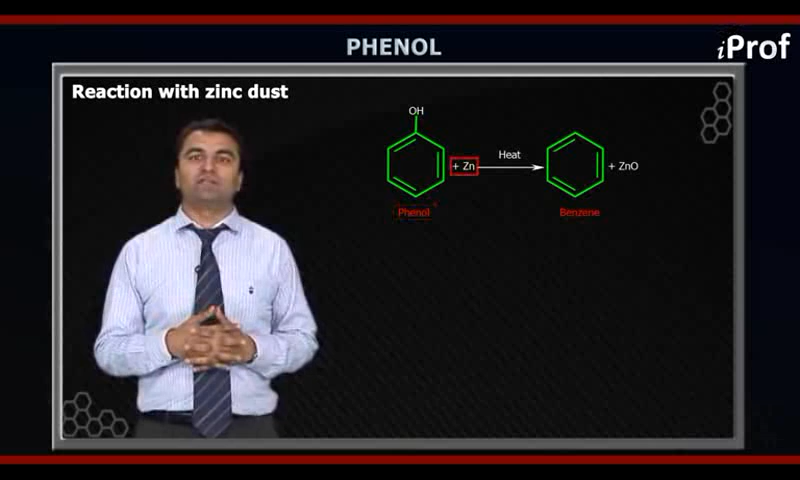 PHENOL
iProf
Reaction with zinc dust
OH
+ Zn
Heat
+ ZnO
Phenol
Benzene